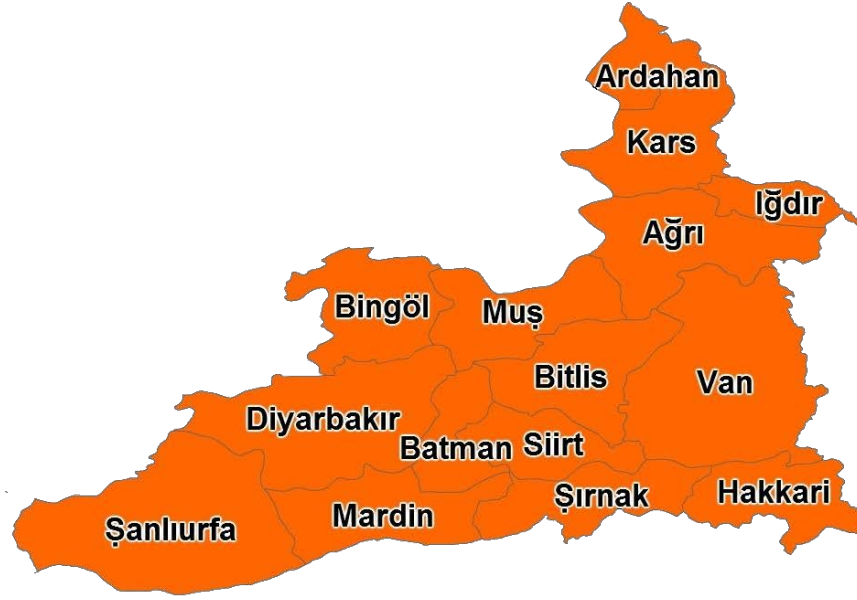 Ardahan
Kars
Iğdır
Ağrı
Bingöl
Muş
Bitlis
Van
Diyarbakır
Batman
Siirt
Şanlıurfa
Mardin
Şırnak
Hakkari